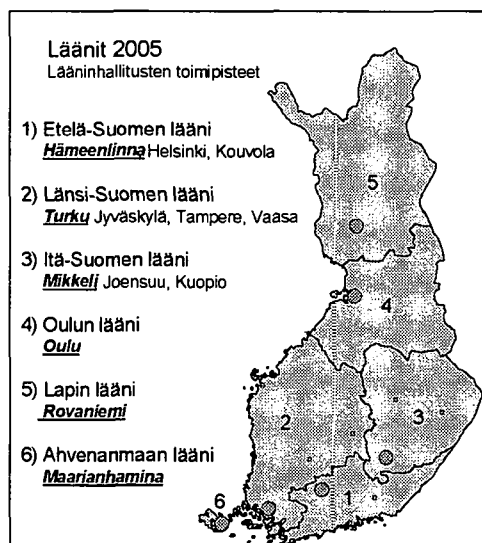 Läänit 2005
Lääninhallitusten toimipisteet
1) Etelä-Suomen lääni
Hämeenlinna Helsinki, Kouvola
2) Länsi-Suomen lääni
Turku Jyväskylä, Tampere, Vaasa
3) Itä-Suomen lääni
Mikkeli Joensuu, Kuopio
4) Oulun lääni
Oulu
5) Lapin lääni
Rovaniemi
6) Ahvenanmaan lääni
Maarianhamina
5
4
2
3
1
6